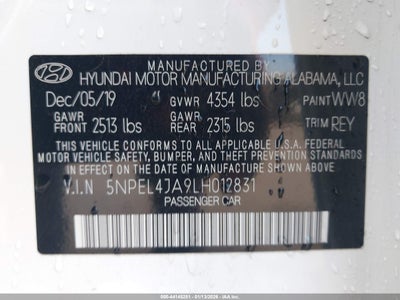 MANUFACTURED BY
HYUNDAI MOTOR MANUFACTURING ALABAMA, LLC
Dec/05/19 GVWR 4354 lbs PAINT WW8
GAWR FRONT 2513 lbs GAWR REAR 2315 lbs TRIM REY
THIS VEHICLE CONFORMS TO ALL APPLICABLE
FEDERAL MOTOR VEHICLE
SAFETY, BUMPER, AND THEFT PREVENTION STANDARDS
IN EFFECT ON THE DATE OF MANUFACTURE SHOWN ABOVE.
V.I.N 5NPEL4JA9LH012831
PASSENGER CAR